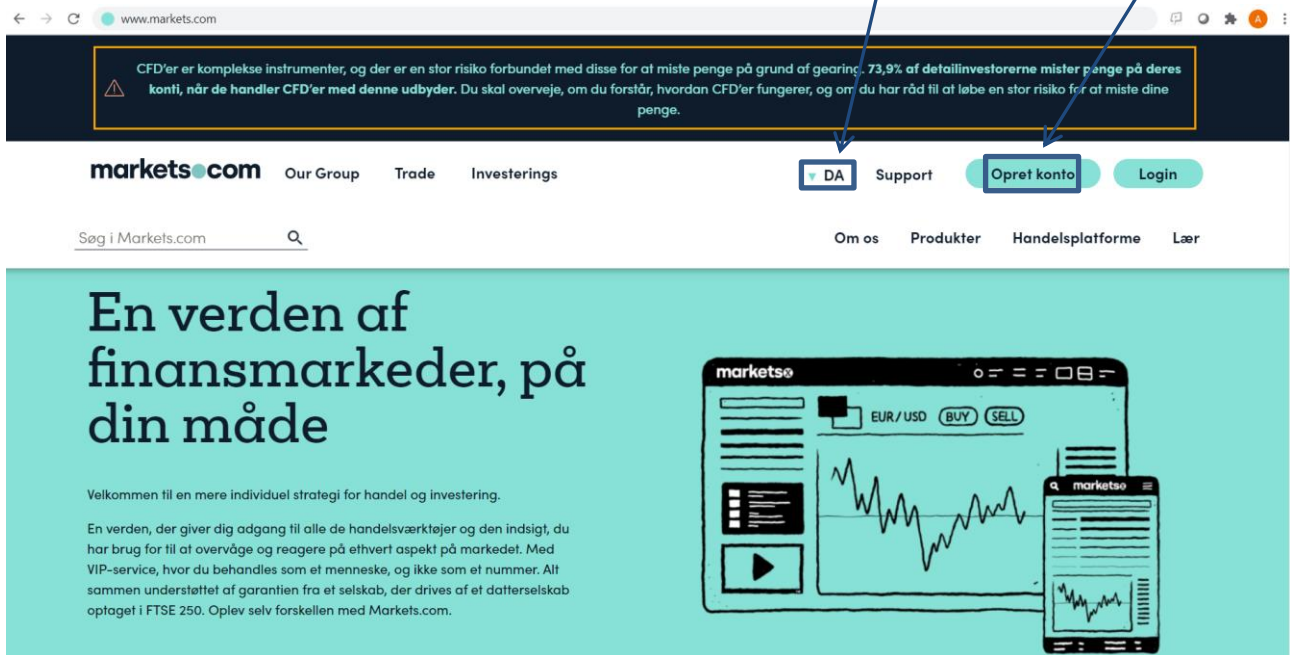 www.markets.com
A
CFD'er er komplekse instrumenter, og der er en stor risiko forbundet med disse for at miste penge på grund af gearing. 73,9% af detailinvestorerne mister penge på deres
konti, når de handler CFD'er med denne udbyder. Du skal overveje, om du forstår, hvordan CFD'er fungerer, og om du har råd til at løbe en stor risiko for at miste dine
penge.
markets.com Our Group Trade Investerings DA Support Opret konto Login
Søg i Markets.com Om os Produkter Handelsplatforme Lær
En verden af
finansmarkeder, på
din måde
Velkommen til en mere individuel strategi for handel og investering.
En verden, der giver dig adgang til alle de handelsværktøjer og den indsigt, du
har brug for til at overvåge og reagere på ethvert aspekt på markedet. Med
VIP-service, hvor du behandles som et menneske, og ikke som et nummer. Alt
sammen understøttet af garantien fra et selskab, der drives af et datterselskab
optaget i FTSE 250. Oplev selv forskellen med Markets.com.
marketsx
EUR/USD BUY SELL
marketsx